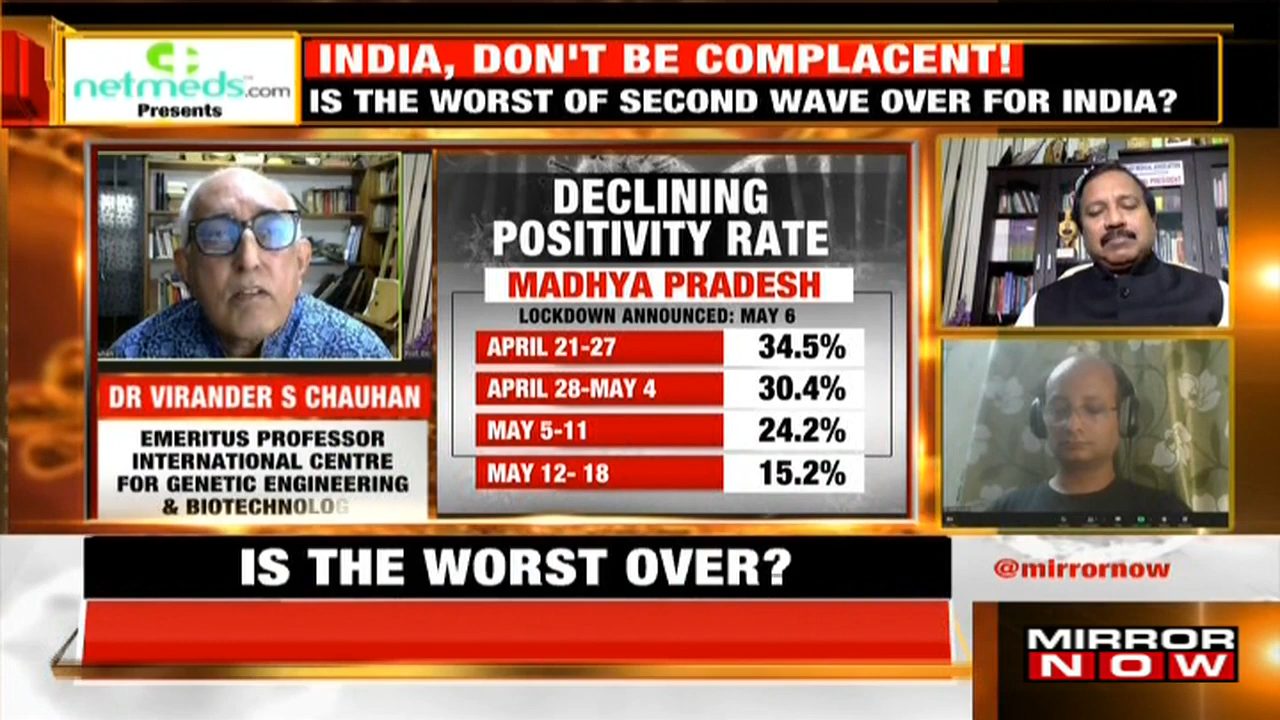 netmeds.com
Presents
INDIA, DON'T BE COMPLACENT!
IS THE WORST OF SECOND WAVE OVER FOR INDIA?
DECLINING
POSITIVITY RATE
MADHYA PRADESH
LOCKDOWN ANNOUNCED: MAY 6
APRIL 21-27 34.5%
APRIL 28-MAY 4 30.4%
MAY 5-11 24.2%
MAY 12- 18 15.2%
DR VIRANDER S CHAUHAN
EMERITUS PROFESSOR
INTERNATIONAL CENTRE
FOR GENETIC ENGINEERING
& BIOTECHNOLOG
PRESIDENT
IS THE WORST OVER?
@mirrornow
MIRROR
NOW